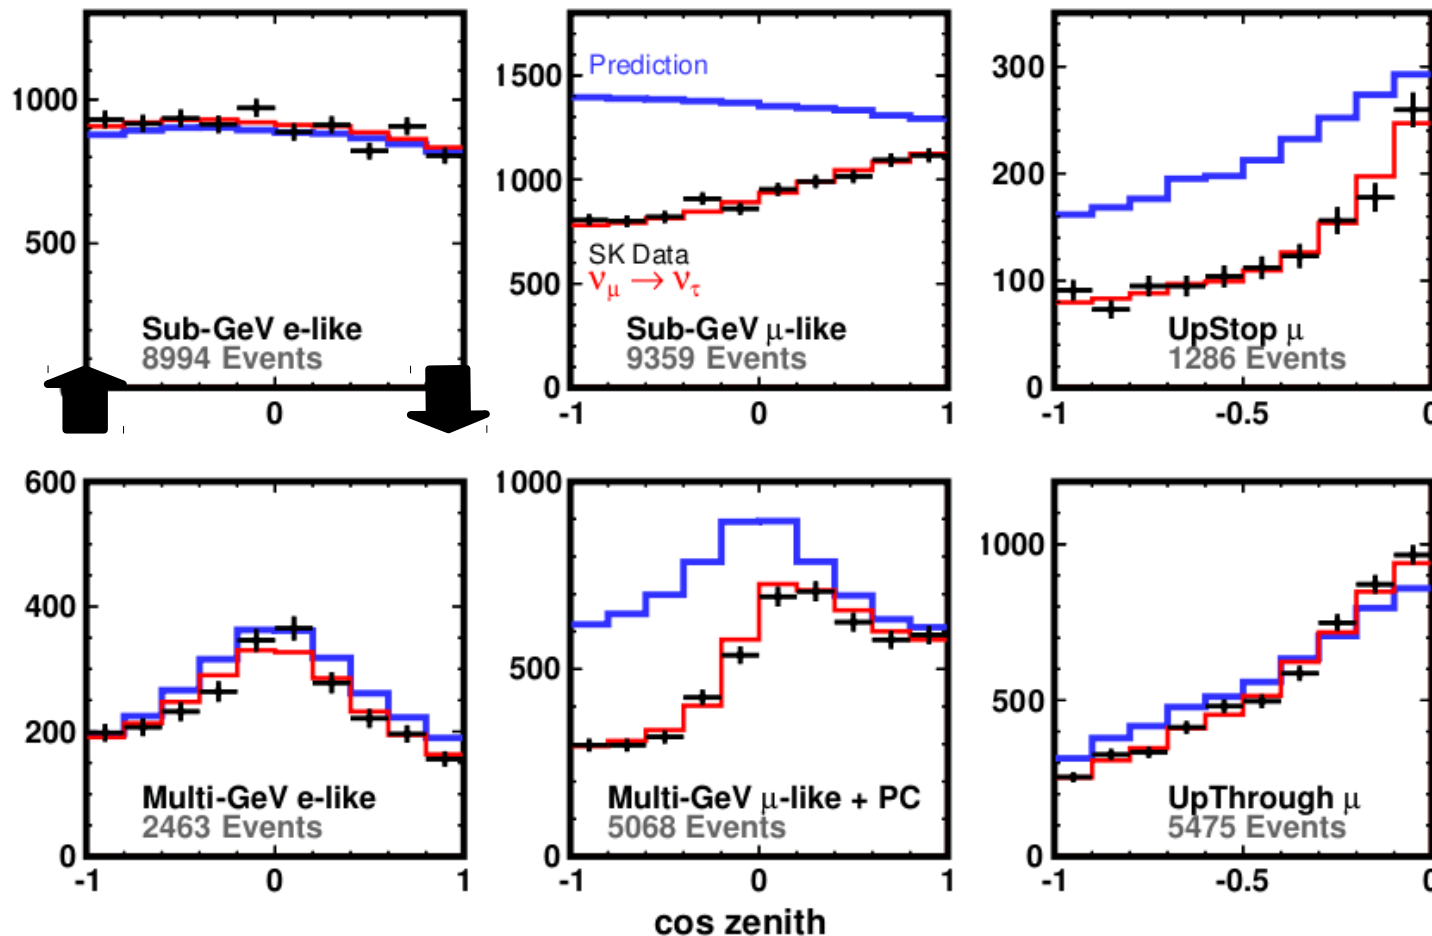 1000
500
Sub-GeV e-like
8994 Events
0
1500
1000
500
0
Prediction
SK Data
νμ → ντ
Sub-GeV μ-like
9359 Events
-1 0 1
300
200
100
0
UpStop μ
1286 Events
-1 -0.5 0
600
400
200
0
Multi-GeV e-like
2463 Events
-1 0 1
1000
500
0
Multi-GeV μ-like + PC
5068 Events
-1 0 1
1000
500
0
UpThrough μ
5475 Events
-1 -0.5 0
cos zenith